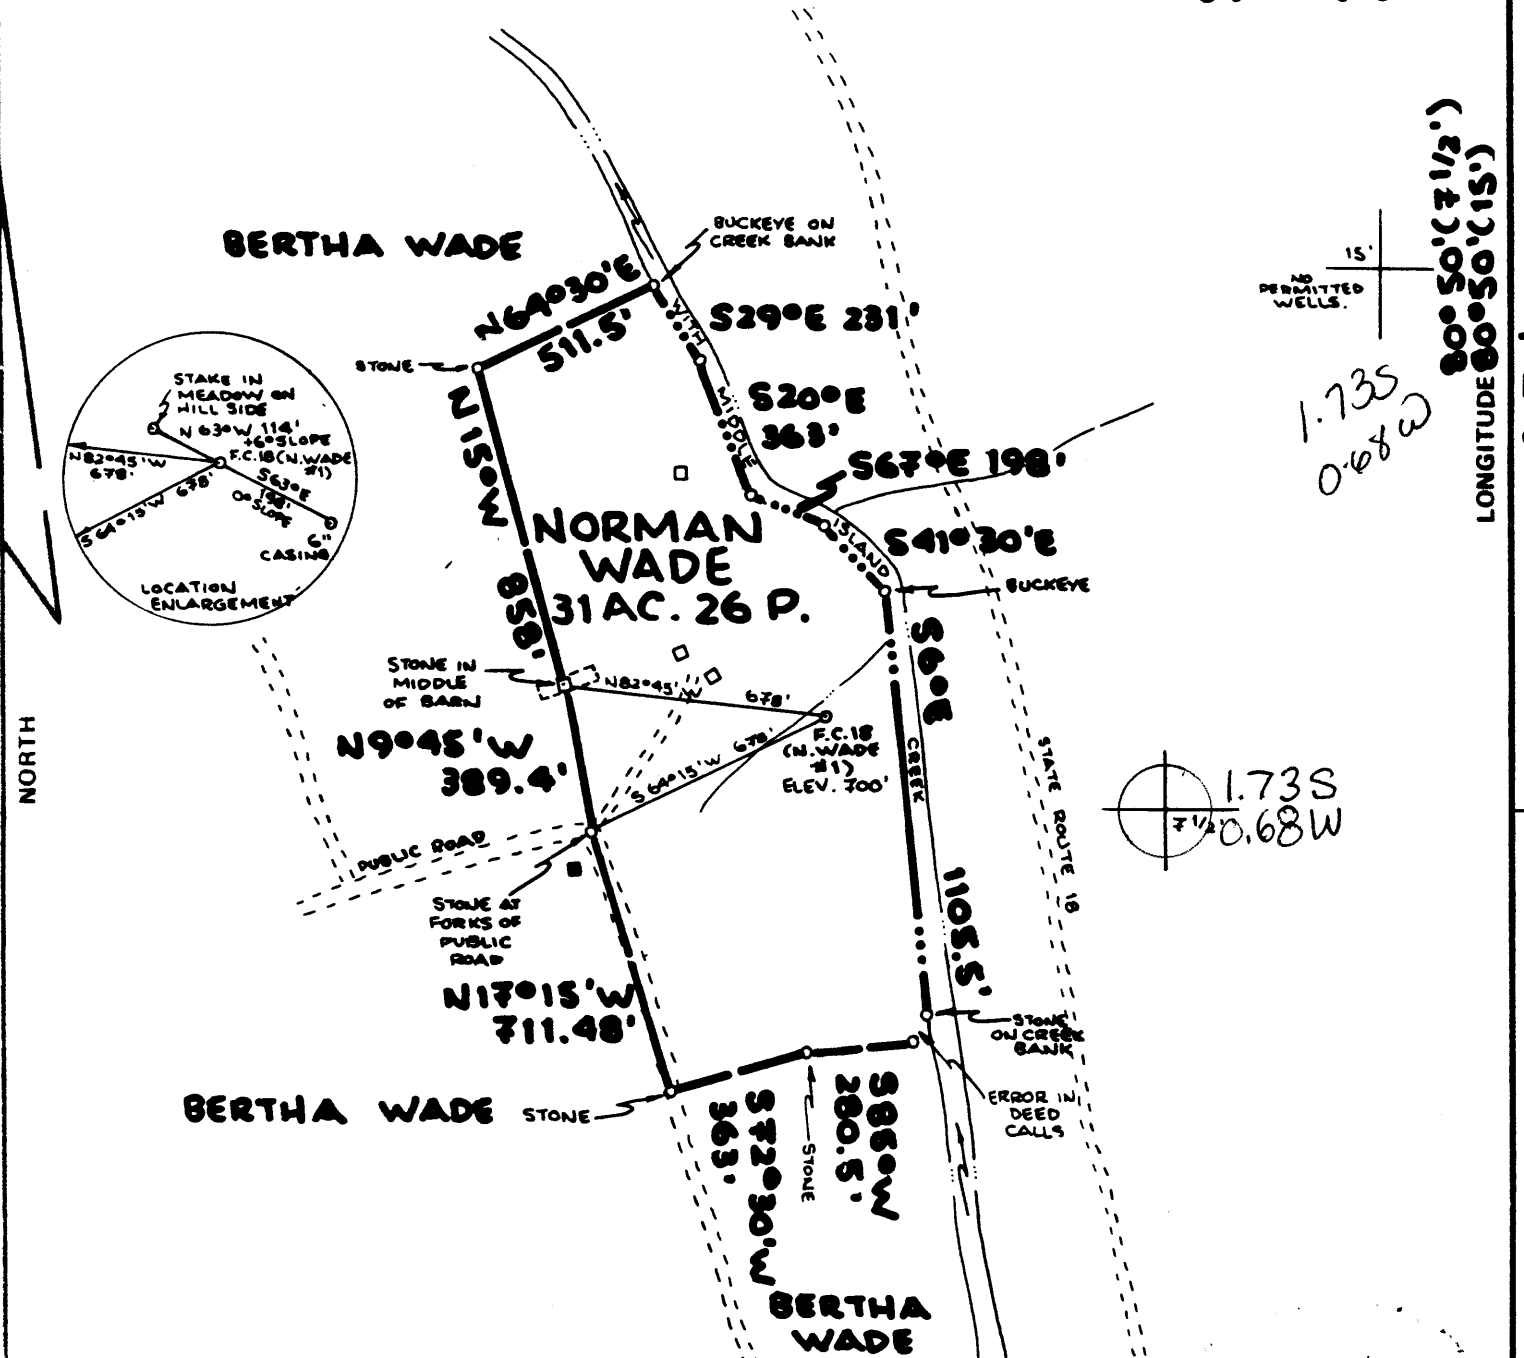 BERTHA WADE
BUCKEYE ON
CREEK BANK
N64°30'E
511.5'
STONE
WITH
S29°E 231'
MIDDLE
S20°E
363'
S67°E 198'
ISLAND
S41°30'E
BUCKEYE
N15°W
858'
NORMAN
WADE
31 AC. 26 P.
STAKE IN
MEADOW ON
HILL SIDE
N 63°W 114'
+6° SLOPE
F.C. 18 (N. WADE
#1)
N82°45'W
678'
S63°E
198'
0° SLOPE
S 64°15'W 678'
6"
CASING
LOCATION
ENLARGEMENT
STONE IN
MIDDLE
OF BARN
N82°45'W 678'
F.C. 18
(N. WADE
#1)
ELEV. 700'
S 64°15'W 678'
S6°E
CREEK
1105.5'
N9°45'W
389.4'
NORTH
PUBLIC ROAD
STONE AT
FORKS OF
PUBLIC
ROAD
N17°15'W
711.48'
STATE ROUTE 18
STONE
ON CREEK
BANK
ERROR IN
DEED
CALLS
BERTHA WADE
STONE
S72°30'W
363'
STONE
S85°W
280.5'
BERTHA
WADE
15'
NO
PERMITTED
WELLS.
1.73S
0.68W
LONGITUDE
80° 50' (7 1/2')
80° 50' (15')
7 1/2'
1.73S
0.68W